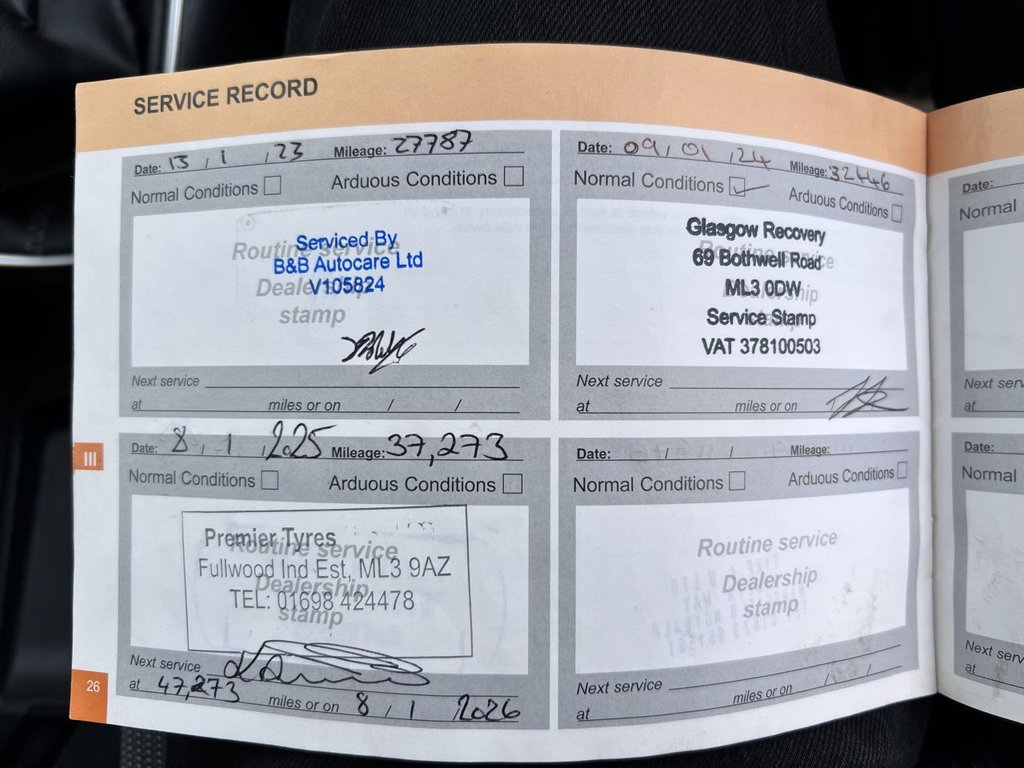 SERVICE RECORD
Date: 13 / 1 / 23 Mileage: 27787
Normal Conditions Arduous Conditions
Routine service
Dealership
stamp
Serviced By
B&B Autocare Ltd
V105824
Next service
at miles or on / /
Date: 09 / 01 / 24 Mileage: 32446
Normal Conditions ✓ Arduous Conditions
Routine service
Dealership
stamp
Glasgow Recovery
69 Bothwell Road
ML3 0DW
Service Stamp
VAT 378100503
Next service
at miles or on
Date: 8 / 1 / 2025 Mileage: 37,273
Normal Conditions Arduous Conditions
Routine service
Dealership
stamp
Premier Tyres
Fullwood Ind Est, ML3 9AZ
TEL: 01698 424478
Next service
at 47,273 miles or on 8 / 1 2026
Date: / / Mileage:
Normal Conditions Arduous Conditions
Routine service
Dealership
stamp
Next service
at miles or on / /
III
26
Date:
Normal
Next serv
at
Date:
Normal
Next serv
at